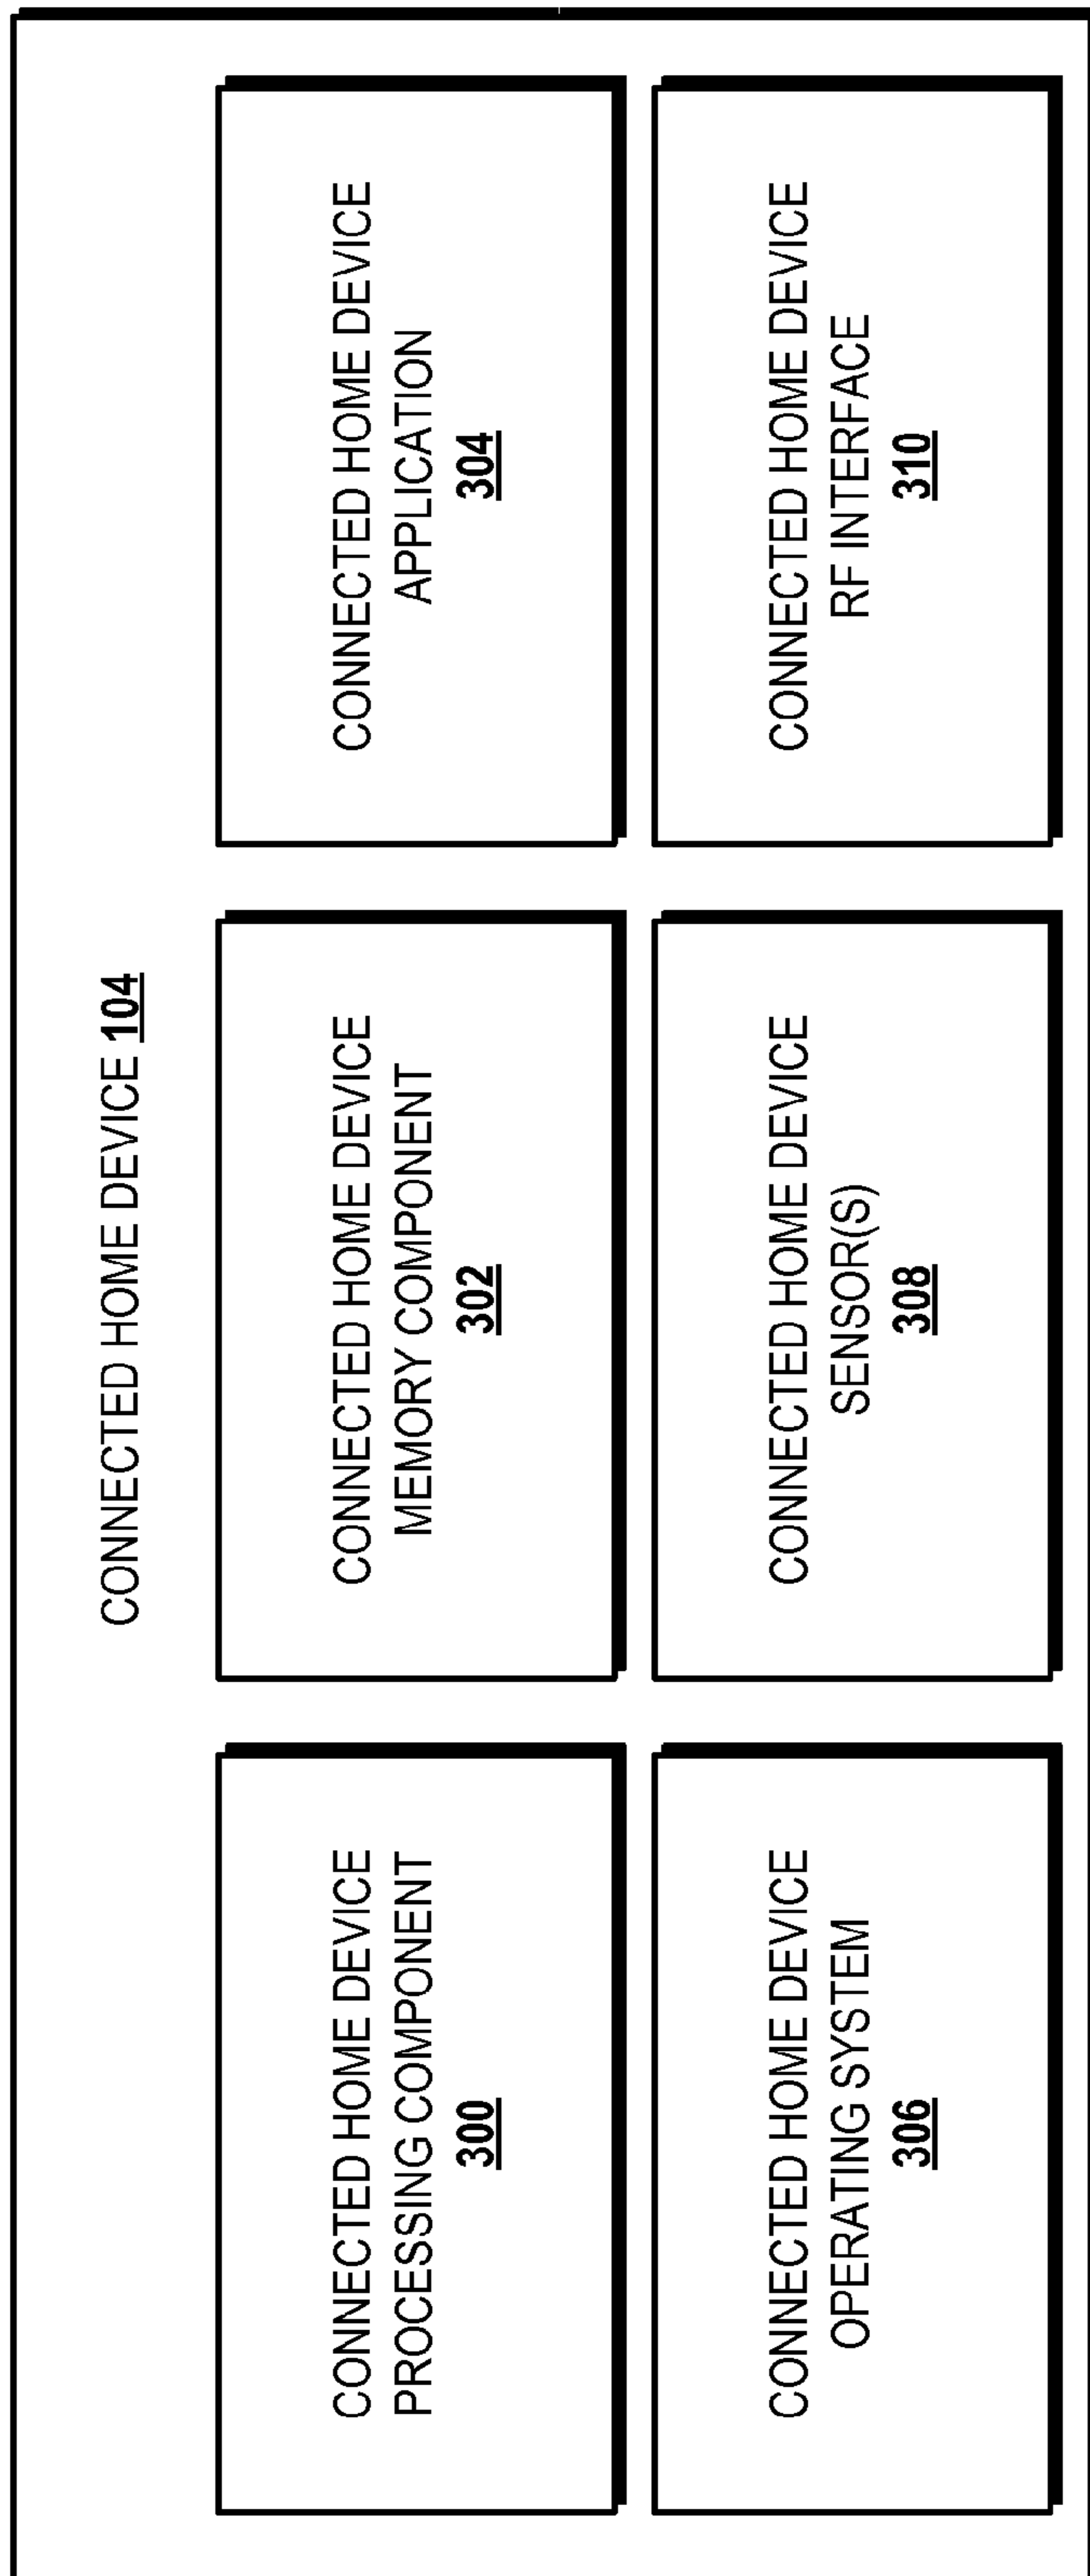 CONNECTED HOME DEVICE 104
CONNECTED HOME DEVICE
PROCESSING COMPONENT
300
CONNECTED HOME DEVICE
MEMORY COMPONENT
302
CONNECTED HOME DEVICE
APPLICATION
304
CONNECTED HOME DEVICE
OPERATING SYSTEM
306
CONNECTED HOME DEVICE
SENSOR(S)
308
CONNECTED HOME DEVICE
RF INTERFACE
310